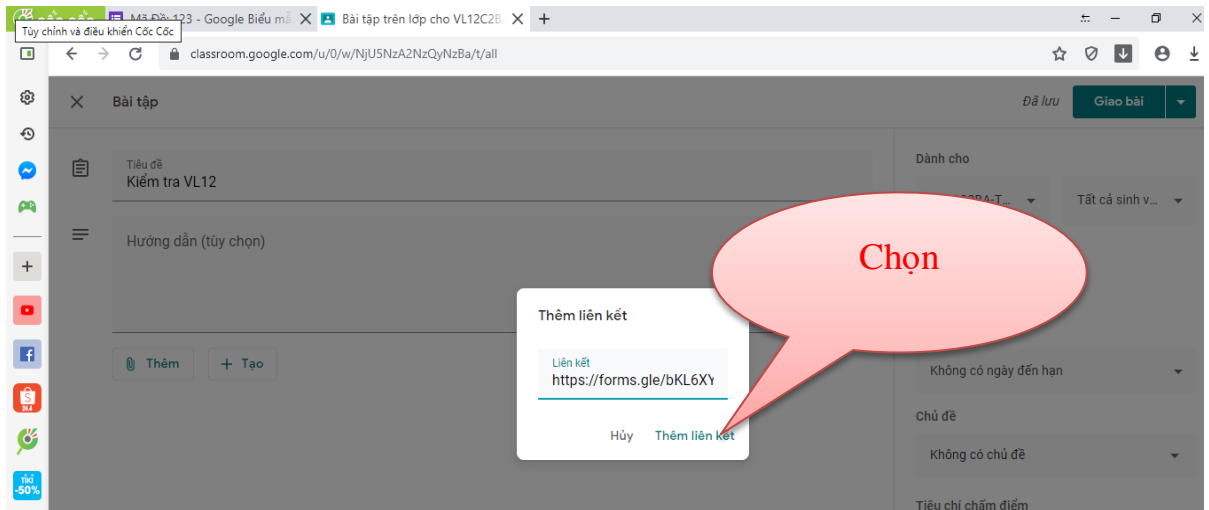 Mã Đề: 123 - Google Biểu mẫ
Bài tập trên lớp cho VL12C2B
Tùy chỉnh và điều khiển Cốc Cốc
classroom.google.com/u/0/w/NjU5NzA2NzQyNzBa/t/all
Bài tập
Đã lưu
Giao bài
Tiêu đề
Kiểm tra VL12
Dành cho
Tất cả sinh v...
Hướng dẫn (tùy chọn)
Chọn
Thêm liên kết
Liên kết
https://forms.gle/bKL6XY
Hủy
Thêm liên kết
Thêm
Tạo
Không có ngày đến hạn
Chủ đề
Không có chủ đề
Tiêu chí chấm điểm
TIKI
-50%